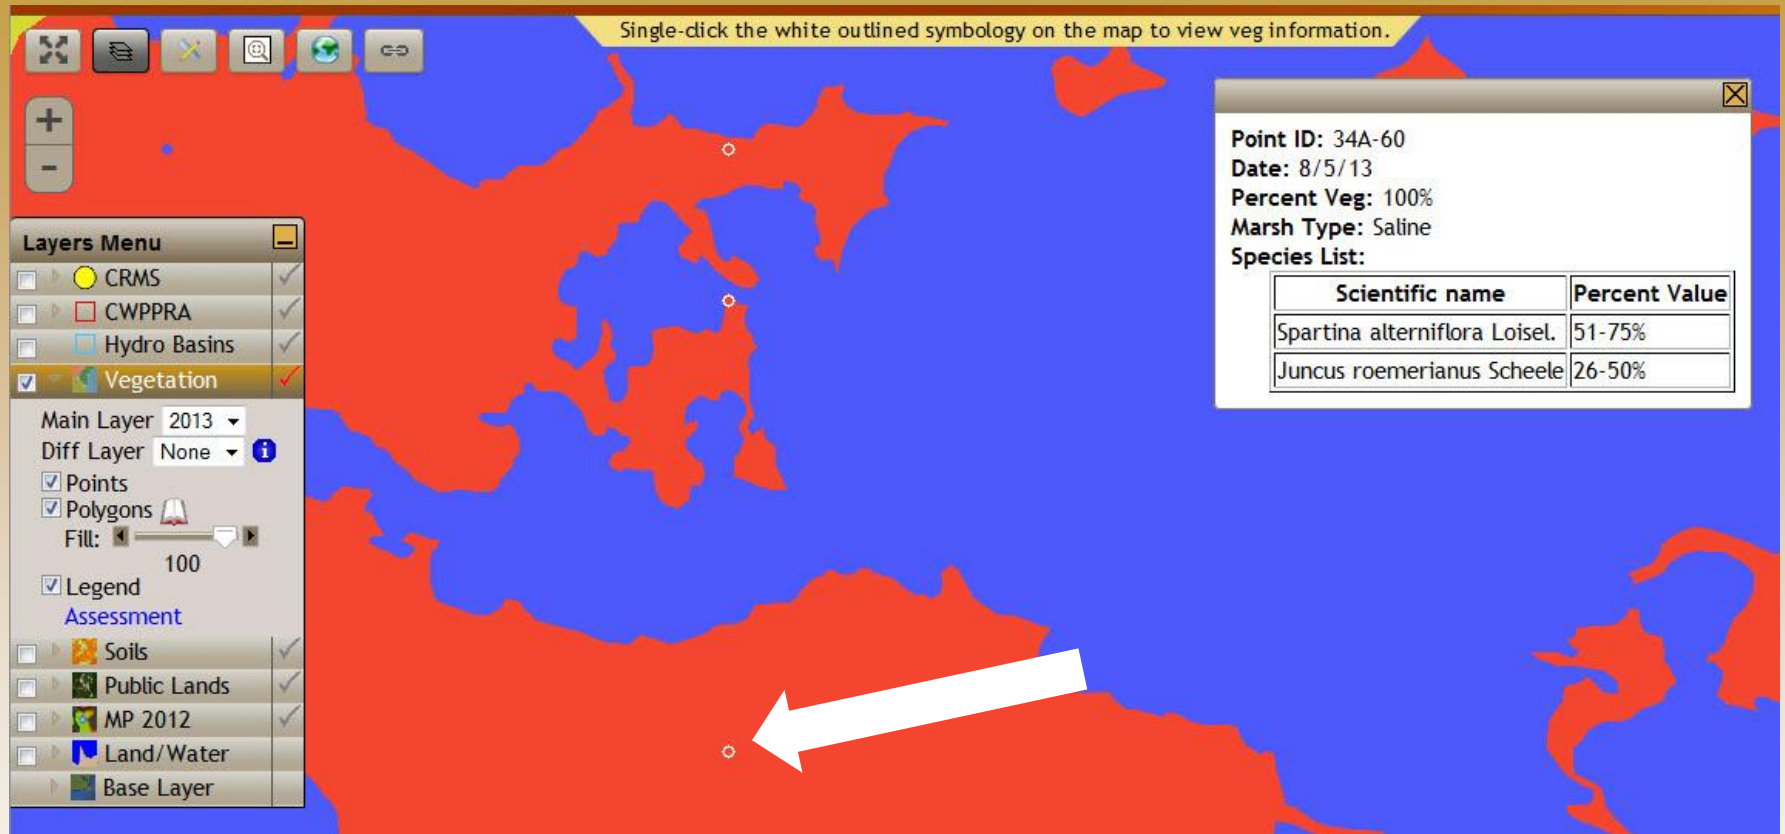 Single-click the white outlined symbology on the map to view veg information.
+
-
Layers Menu
CRMS
CWPPRA
Hydro Basins
Vegetation
Main Layer 2013
Diff Layer None i
Points
Polygons
Fill:
100
Legend
Assessment
Soils
Public Lands
MP 2012
Land/Water
Base Layer
Point ID: 34A-60
Date: 8/5/13
Percent Veg: 100%
Marsh Type: Saline
Species List:
Scientific name Percent Value
Spartina alterniflora Loisel. 51-75%
Juncus roemerianus Scheele 26-50%